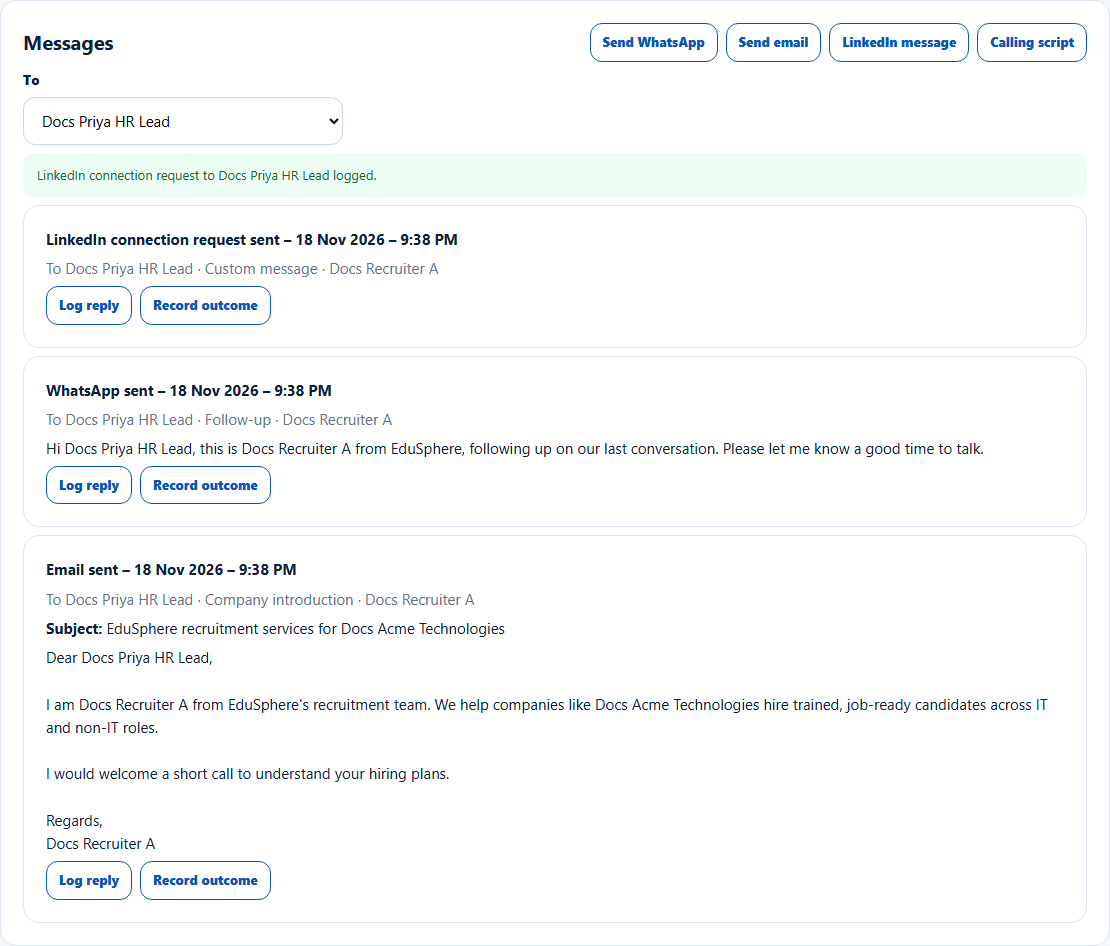 Messages
Send WhatsApp
Send email
LinkedIn message
Calling script
To
Docs Priya HR Lead
LinkedIn connection request to Docs Priya HR Lead logged.
LinkedIn connection request sent – 18 Nov 2026 – 9:38 PM
To Docs Priya HR Lead · Custom message · Docs Recruiter A
Log reply
Record outcome
WhatsApp sent – 18 Nov 2026 – 9:38 PM
To Docs Priya HR Lead · Follow-up · Docs Recruiter A
Hi Docs Priya HR Lead, this is Docs Recruiter A from EduSphere, following up on our last conversation. Please let me know a good time to talk.
Log reply
Record outcome
Email sent – 18 Nov 2026 – 9:38 PM
To Docs Priya HR Lead · Company introduction · Docs Recruiter A
Subject: EduSphere recruitment services for Docs Acme Technologies
Dear Docs Priya HR Lead,
I am Docs Recruiter A from EduSphere's recruitment team. We help companies like Docs Acme Technologies hire trained, job-ready candidates across IT
and non-IT roles.
I would welcome a short call to understand your hiring plans.
Regards,
Docs Recruiter A
Log reply
Record outcome